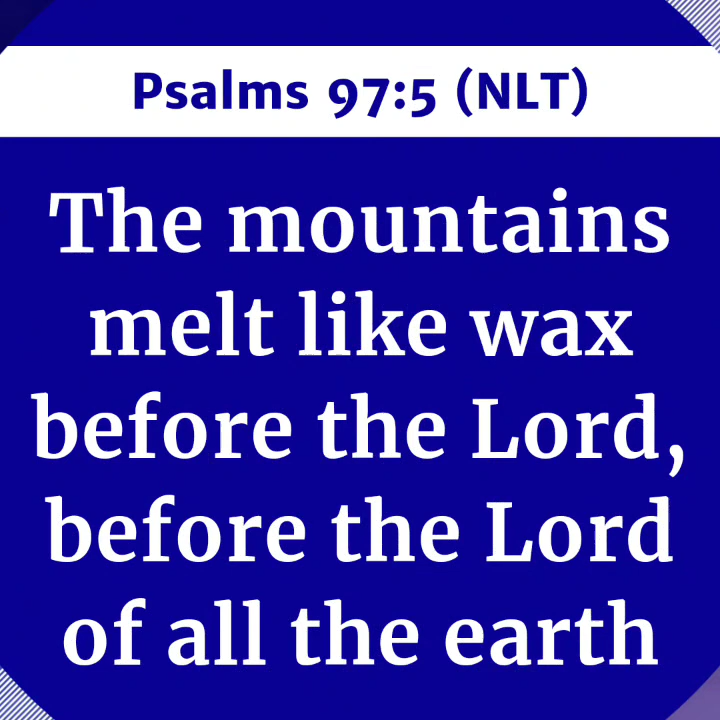 Psalms 97:5 (NLT)
The mountains
melt like wax
before the Lord,
before the Lord
of all the earth